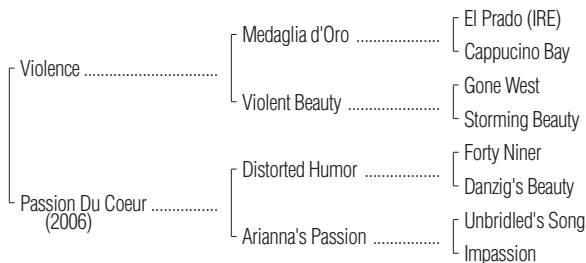 El Prado (IRE)
Medaglia d'Oro ..................
Cappucino Bay
Violence ..................................
Gone West
Violent Beauty ....................
Storming Beauty
Forty Niner
Distorted Humor ...................
Danzig's Beauty
Passion Du Coeur ....................
(2006)
Unbridled's Song
Arianna's Passion ................
Impassion